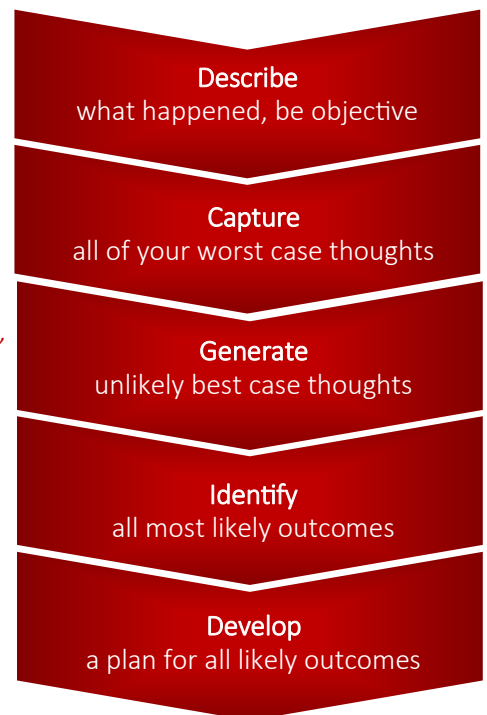 Describe
what happened, be objective
Capture
all of your worst case thoughts
Generate
unlikely best case thoughts
Identify
all most likely outcomes
Develop
a plan for all likely outcomes